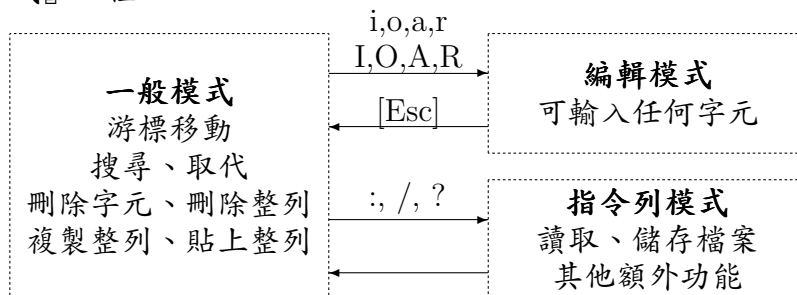 i,o,a,r
I,O,A,R
[Esc]
一般模式
游標移動
搜尋、取代
刪除字元、刪除整列
複製整列、貼上整列
編輯模式
可輸入任何字元
:, /, ?
指令列模式
讀取、儲存檔案
其他額外功能